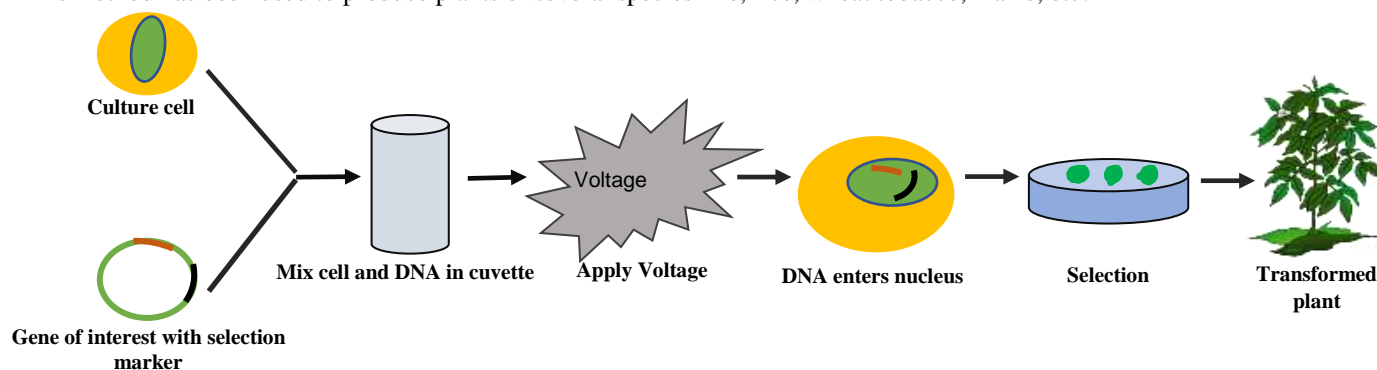 Culture cell
Gene of interest with selection
marker
Mix cell and DNA in cuvette
Voltage
Apply Voltage
DNA enters nucleus
Selection
Transformed
plant